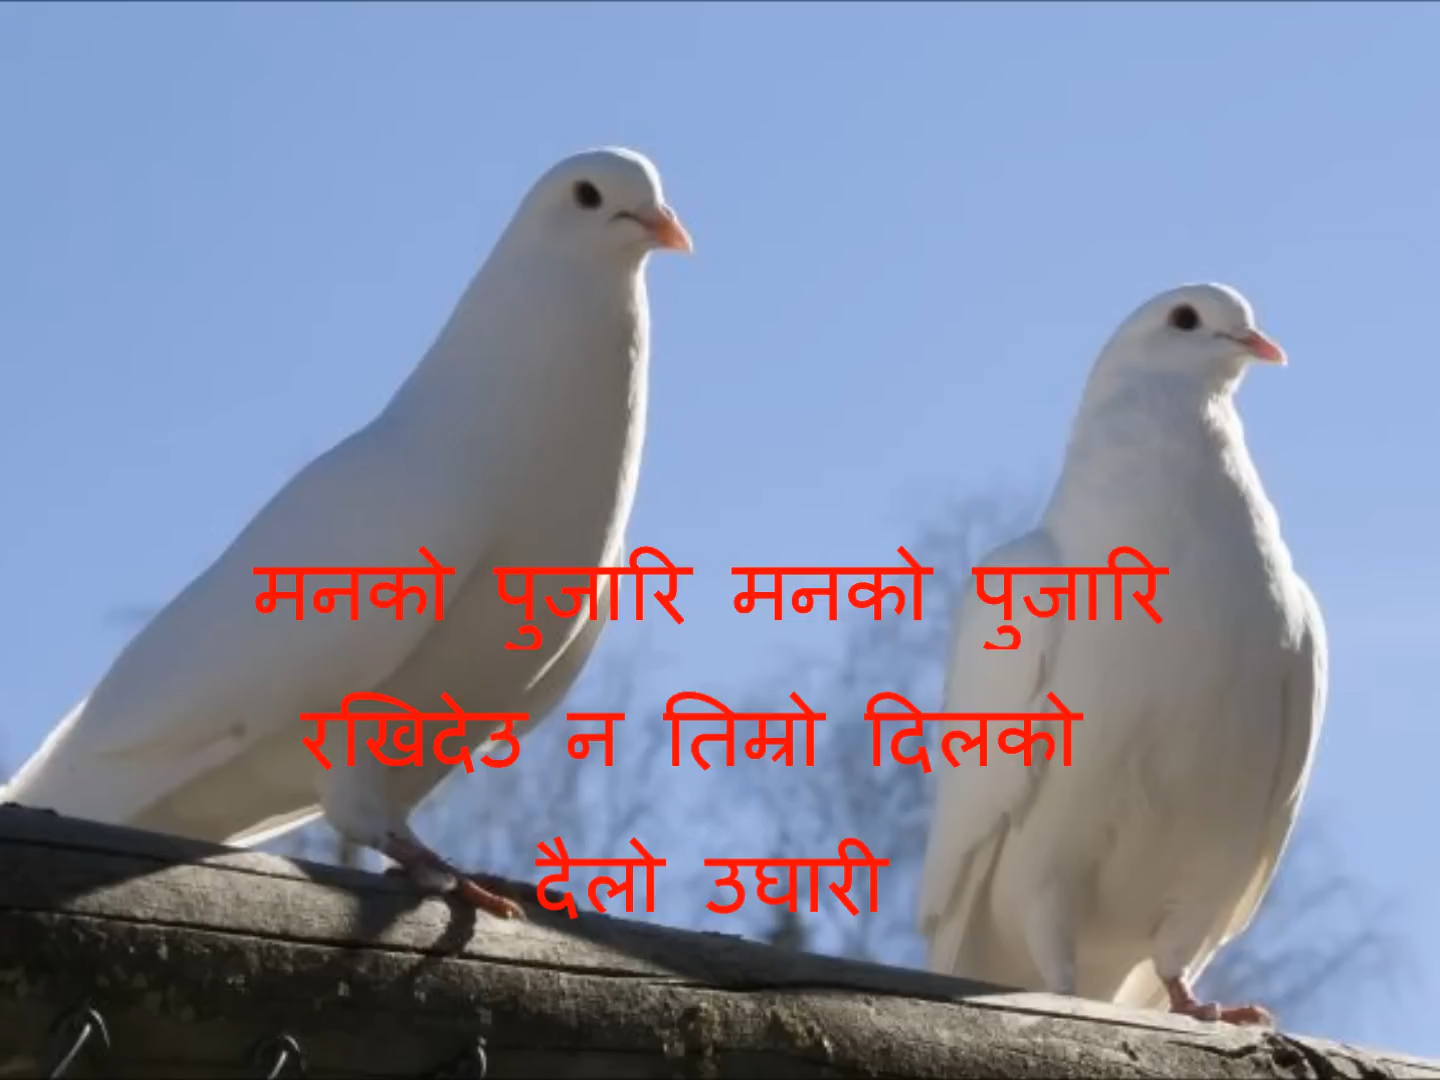 मनको पुजारि मनको पुजारि
रखिदेउ न तिम्रो दिलको
दैलो उघारी